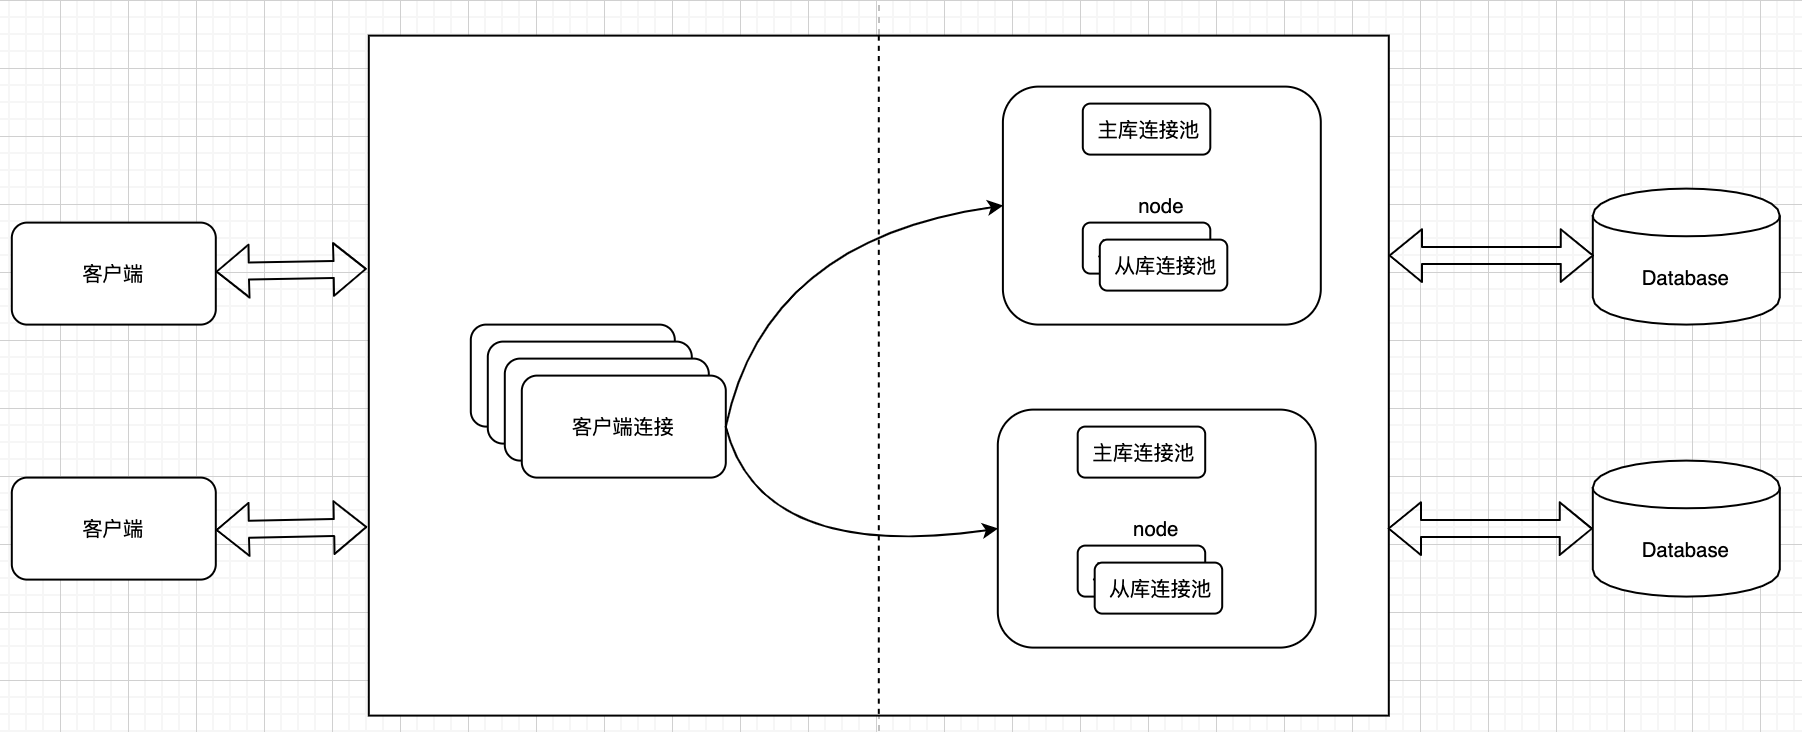 客户端
客户端
客户端连接
主库连接池
node
从库连接池
主库连接池
node
从库连接池
Database
Database